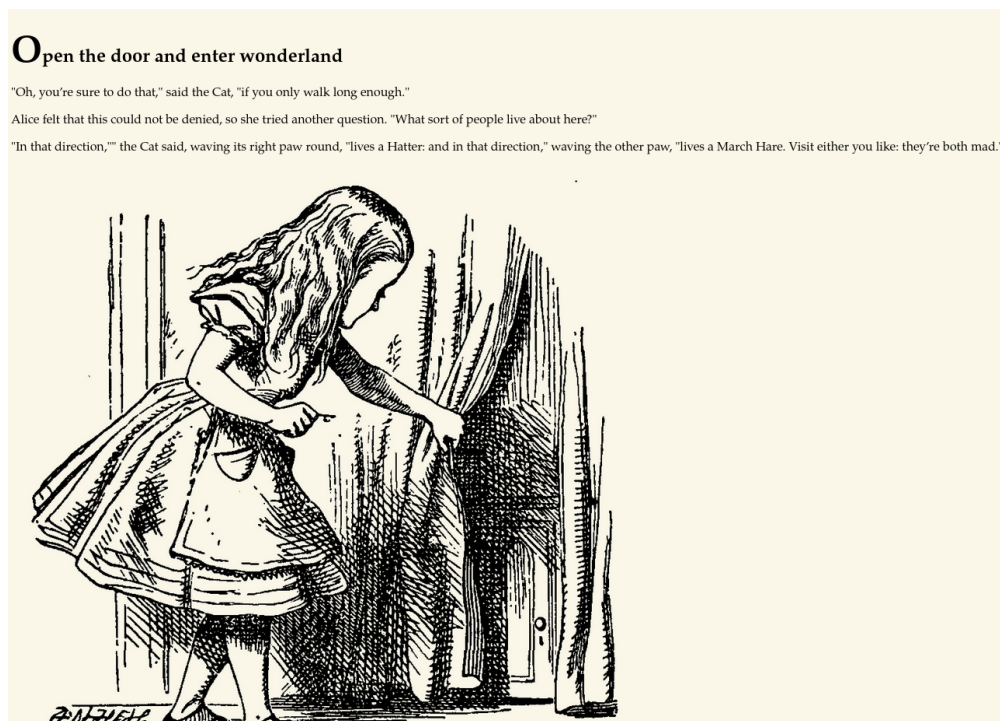 Open the door and enter wonderland
"Oh, you're sure to do that," said the Cat, "if you only walk long enough."
Alice felt that this could not be denied, so she tried another question. "What sort of people live about here?"
"In that direction,"" the Cat said, waving its right paw round, "lives a Hatter: and in that direction," waving the other paw, "lives a March Hare. Visit either you like: they're both mad."